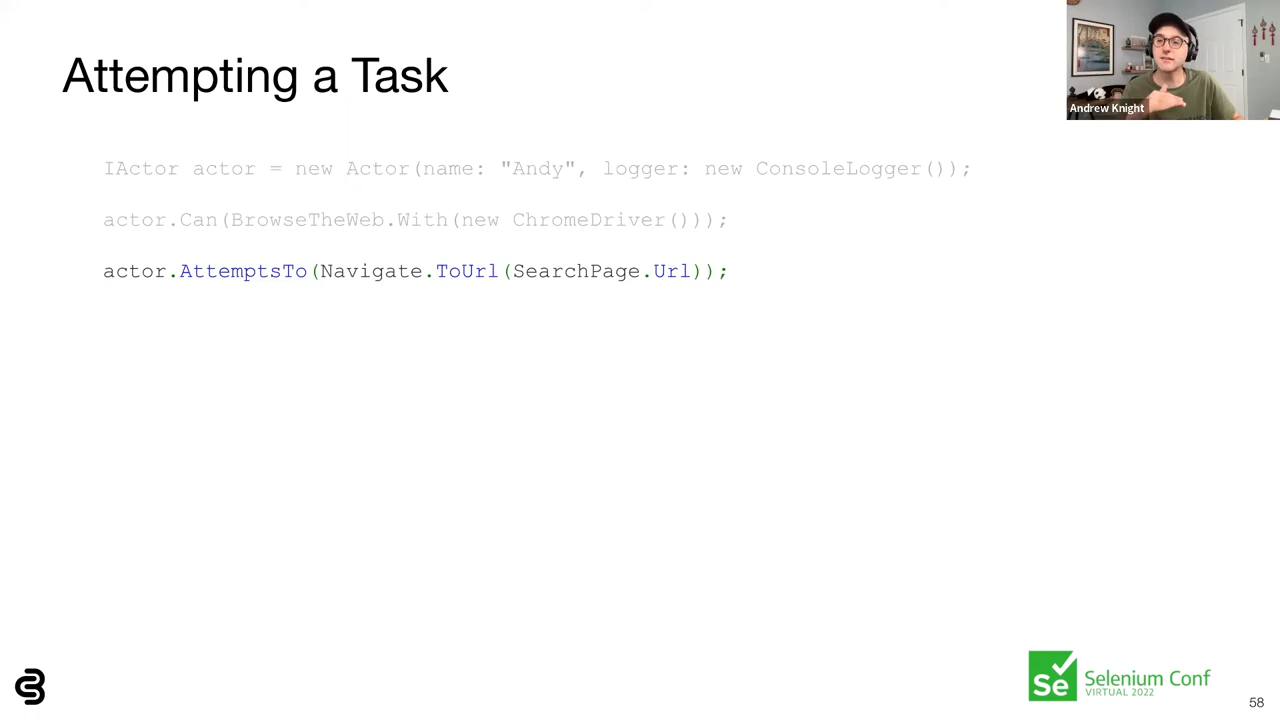 Attempting a Task
Andrew Knight
IActor actor = new Actor(name: "Andy", logger: new ConsoleLogger());
actor.Can(BrowseTheWeb.With(new ChromeDriver()));
actor.AttemptsTo(Navigate.ToUrl(SearchPage.Url));
Se
Selenium Conf
VIRTUAL 2022
58